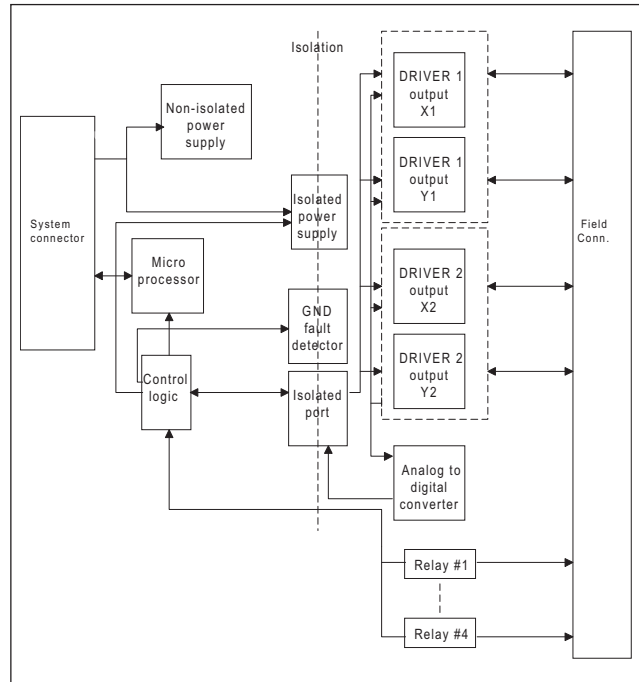 Isolation
Non-isolated
power
supply
System
connector
Isolated
power
supply
Micro
processor
GND
fault
detector
Control
logic
Isolated
port
DRIVER 1
output
X1
DRIVER 1
output
Y1
DRIVER 2
output
X2
DRIVER 2
output
Y2
Analog to
digital
converter
Relay #1
Relay #4
Field
Conn.